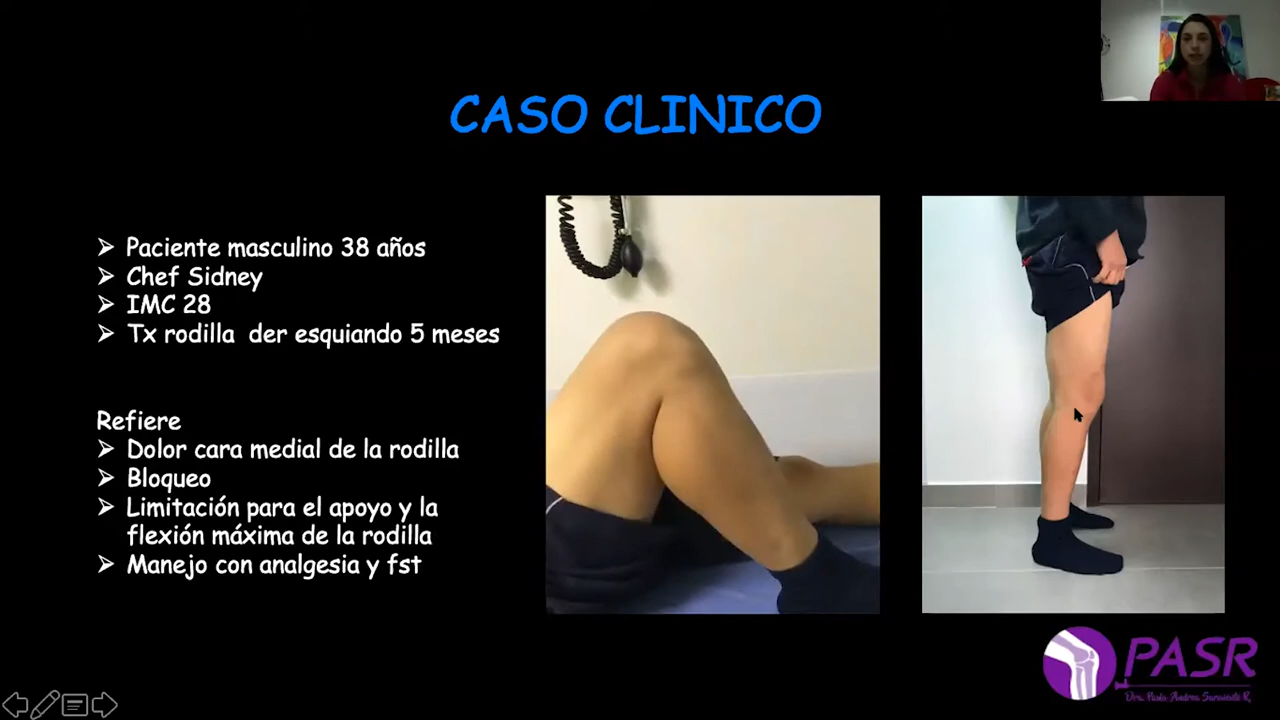 CASO CLINICO
Paciente masculino 38 años
Chef Sidney
IMC 28
Tx rodilla der esquiando 5 meses
Refiere
Dolor cara medial de la rodilla
Bloqueo
Limitación para el apoyo y la
flexión máxima de la rodilla
Manejo con analgesia y fst
PASR